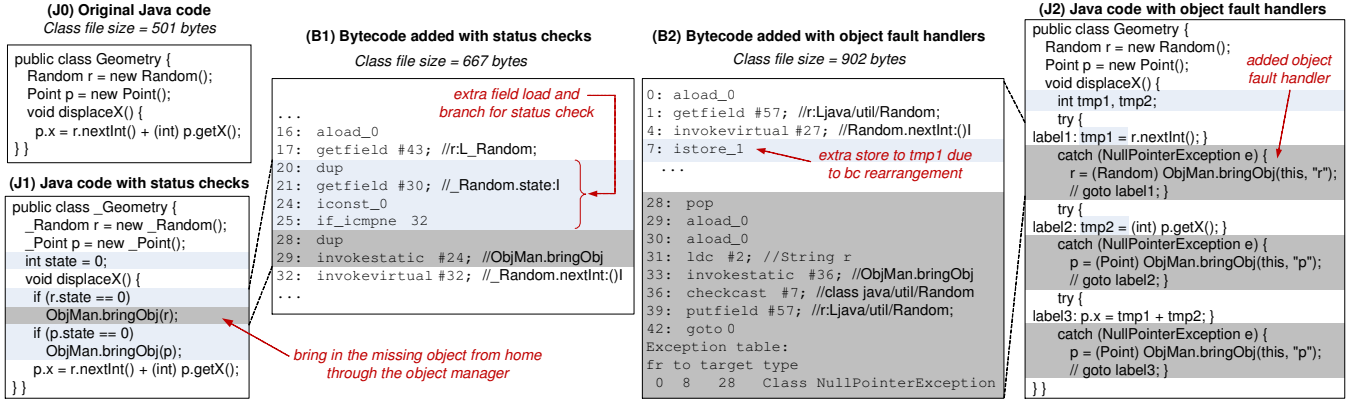 (J0) Original Java code
Class file size = 501 bytes
public class Geometry {
Random r = new Random();
Point p = new Point();
void displaceX() {
p.x = r.nextInt() + (int) p.getX();
} }
(J1) Java code with status checks
public class _Geometry {
_Random r = new _Random();
_Point p = new _Point();
int state = 0;
void displaceX() {
if (r.state == 0)
ObjMan.bringObj(r);
if (p.state == 0)
ObjMan.bringObj(p);
p.x = r.nextInt() + (int) p.getX();
} }
(B1) Bytecode added with status checks
Class file size = 667 bytes
extra field load and
branch for status check
...
16: aload_0
17: getfield #43; //r:L_Random;
20: dup
21: getfield #30; //_Random.state:I
24: iconst_0
25: if_icmpne 32
28: dup
29: invokestatic #24; //ObjMan.bringObj
32: invokevirtual #32; //_Random.nextInt:()I
...
bring in the missing object from home
through the object manager
(B2) Bytecode added with object fault handlers
Class file size = 902 bytes
0: aload_0
1: getfield #57; //r:Ljava/util/Random;
4: invokevirtual #27; //Random.nextInt:()I
7: istore_1
...
extra store to tmp1 due
to bc rearrangement
28: pop
29: aload_0
30: aload_0
31: ldc #2; //String r
33: invokestatic #36; //ObjMan.bringObj
36: checkcast #7; //class java/util/Random
39: putfield #57; //r:Ljava/util/Random;
42: goto 0
Exception table:
fr to target type
0 8 28 Class NullPointerException
(J2) Java code with object fault handlers
public class Geometry {
Random r = new Random();
Point p = new Point();
void displaceX() {
int tmp1, tmp2;
try {
label1: tmp1 = r.nextInt(); }
catch (NullPointerException e) {
r = (Random) ObjMan.bringObj(this, "r");
// goto label1; }
try {
label2: tmp2 = (int) p.getX(); }
catch (NullPointerException e) {
p = (Point) ObjMan.bringObj(this, "p");
// goto label2; }
try {
label3: p.x = tmp1 + tmp2; }
catch (NullPointerException e) {
p = (Point) ObjMan.bringObj(this, "p");
// goto label3; }
} }
added object
fault handler